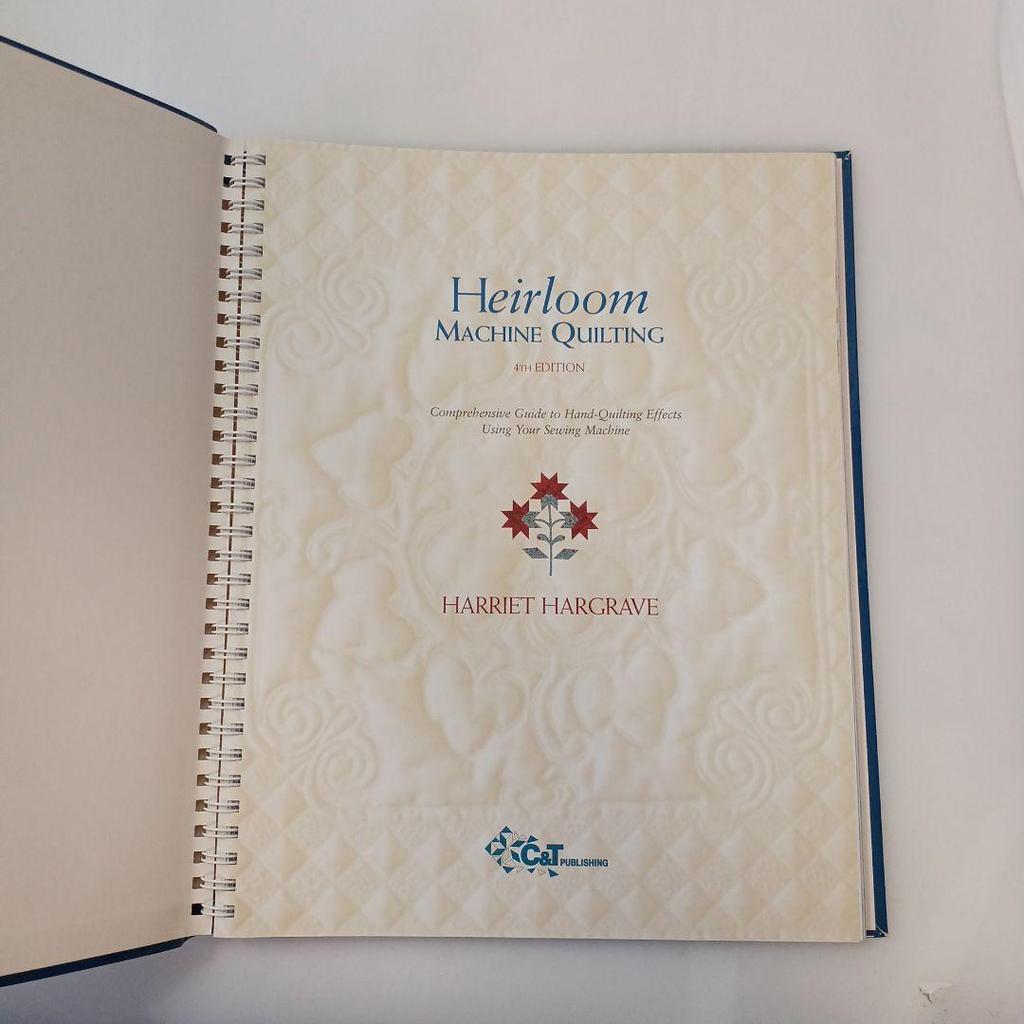 Heirloom
MACHINE QUILTING
4TH EDITION
Comprehensive Guide to Hand-Quilting Effects
Using Your Sewing Machine
HARRIET HARGRAVE
C&T PUBLISHING